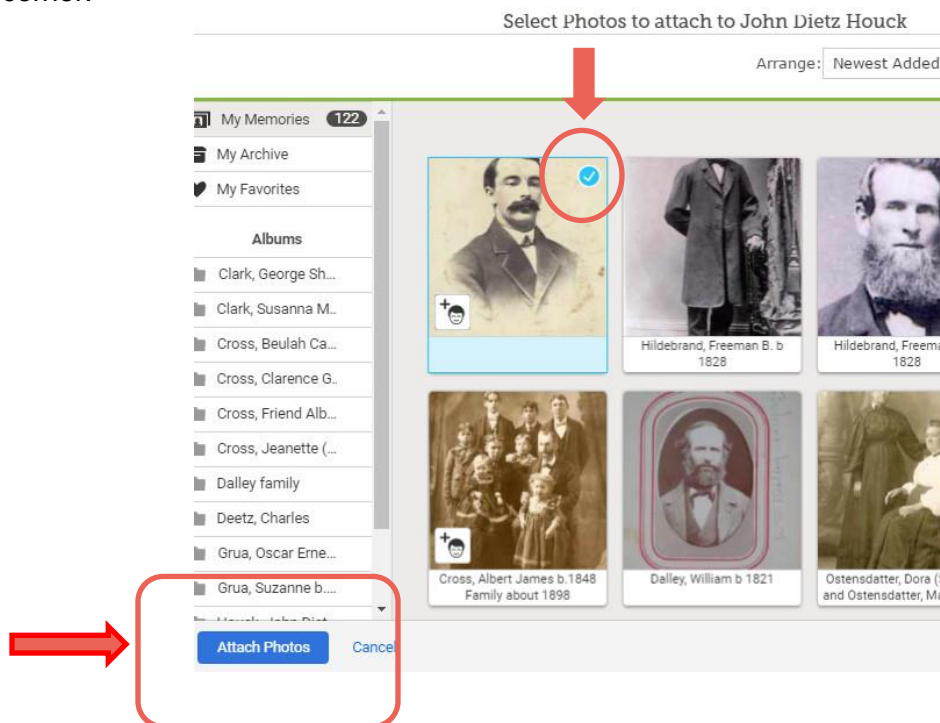 Select Photos to attach to John Dietz Houck
Arrange: Newest Added
My Memories 122
My Archive
My Favorites
Albums
Clark, George Sh...
Clark, Susanna M..
Cross, Beulah Ca...
Cross, Clarence G..
Cross, Friend Alb...
Cross, Jeanette (...
Dalley family
Deetz, Charles
Grua, Oscar Erne...
Grua, Suzanne b....
Hildebrand, Freeman B. b
1828
Hildebrand, Freema
1828
Cross, Albert James b.1848
Family about 1898
Dalley, William b 1821
Ostensdatter, Dora (S
and Ostensdatter, Ma
Attach Photos Cancel